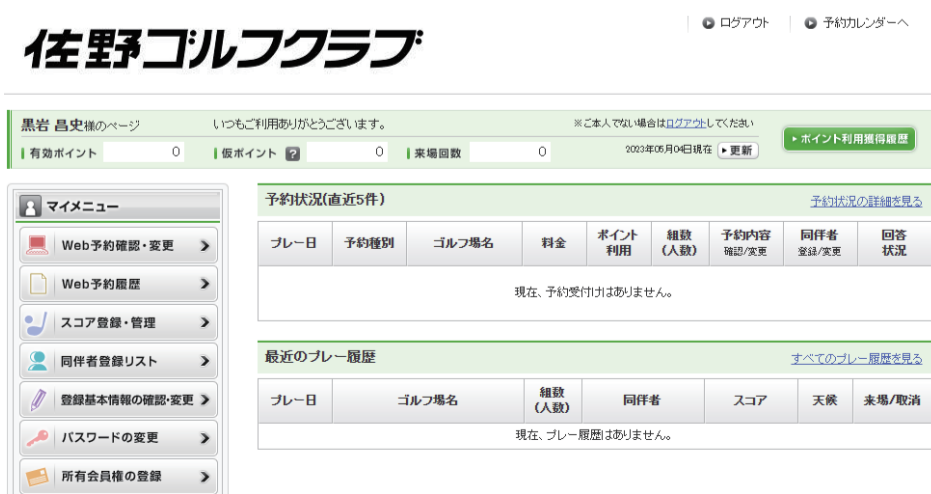 ログアウト 予約カレンダーへ
佐野ゴルフクラブ
黒岩 昌史様のページ いつもご利用ありがとうございます。 ※ご本人でない場合はログアウトしてください
有効ポイント 0 仮ポイント ? 0 来場回数 0 2023年05月04日現在 更新 ポイント利用獲得履歴
マイメニュー
Web予約確認・変更
Web予約履歴
スコア登録・管理
同伴者登録リスト
登録基本情報の確認・変更
パスワードの変更
所有会員権の登録
予約状況(直近5件) 予約状況の詳細を見る
プレー日 予約種別 ゴルフ場名 料金 ポイント利用 組数(人数) 予約内容確認/変更 同伴者登録/変更 回答状況
現在、予約受付けはありません。
最近のプレー履歴 すべてのプレー履歴を見る
プレー日 ゴルフ場名 組数(人数) 同伴者 スコア 天候 来場/取消
現在、プレー履歴はありません。